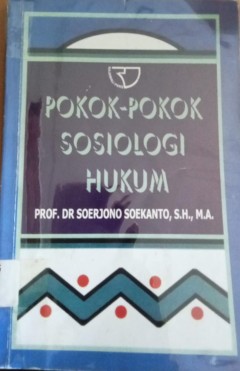 POKOK-POKOK
SOSIOLOGI
HUKUM
PROF. DR SOERJONO SOEKANTO, S.H., M.A.